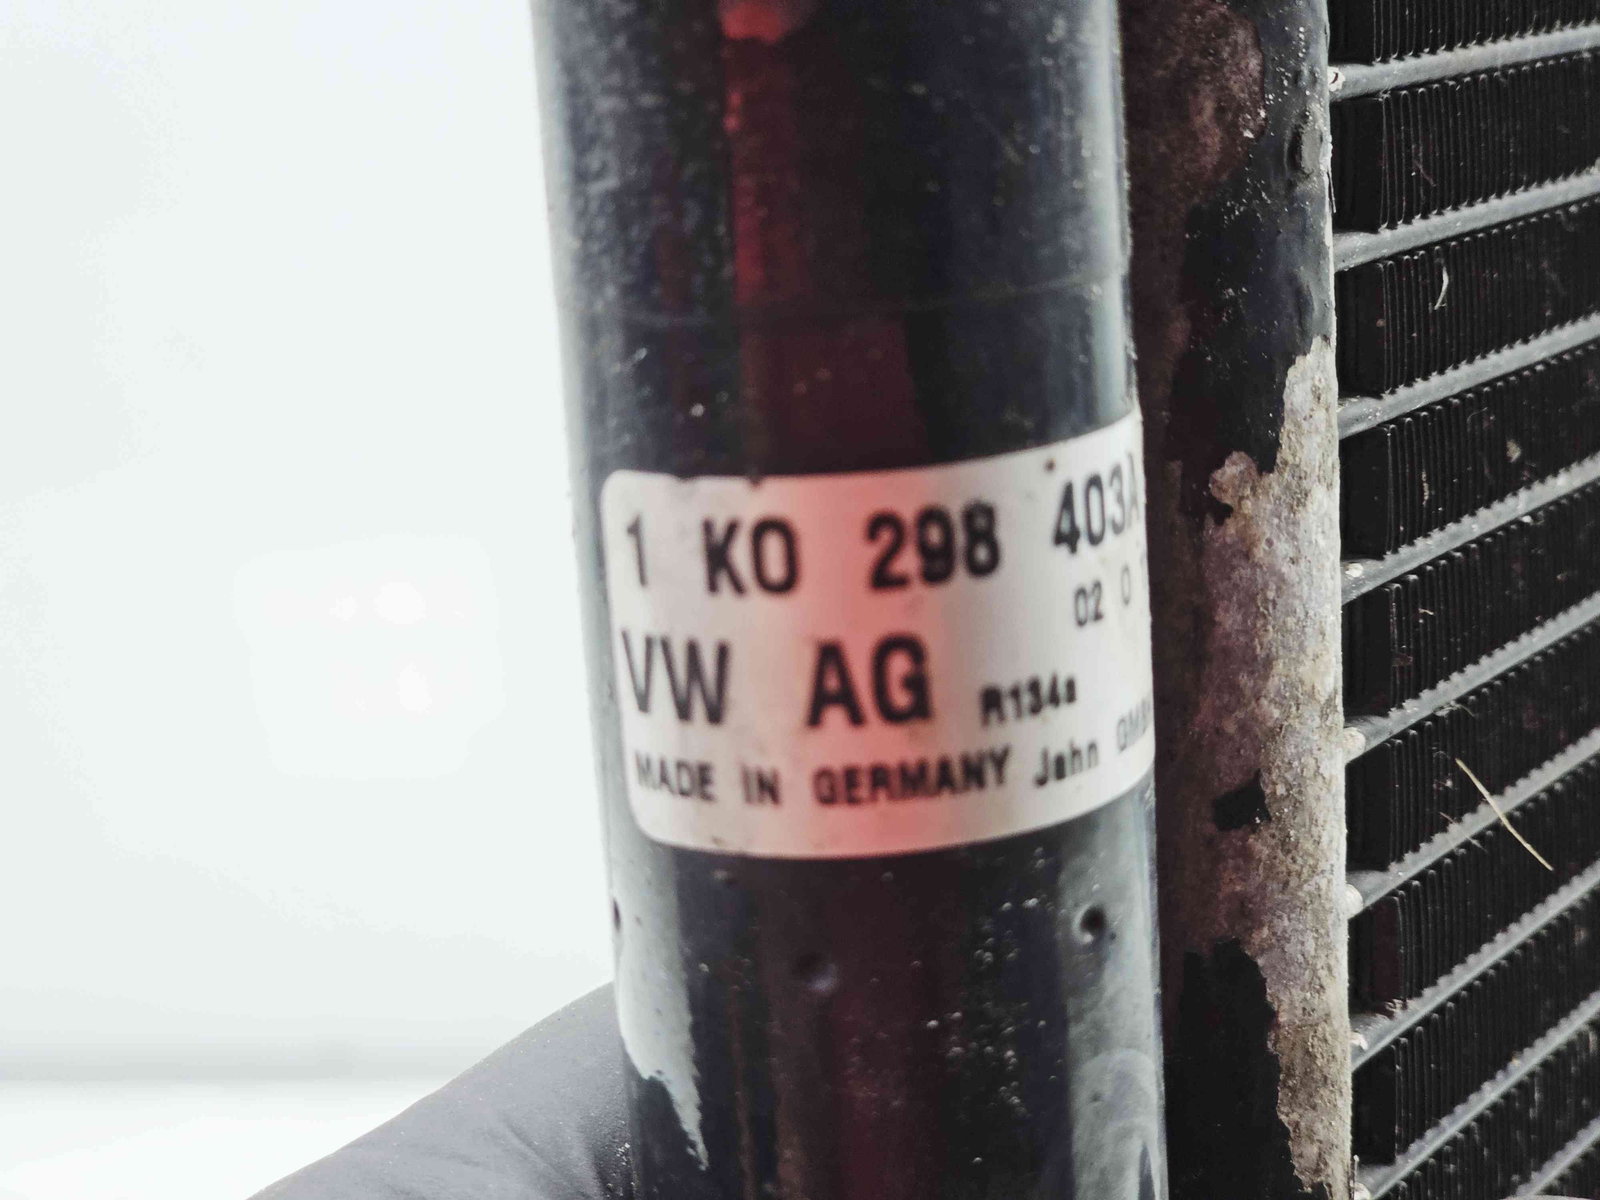 1 K0 298 403A
02 0
VW AG R134a
MADE IN GERMANY Jahn